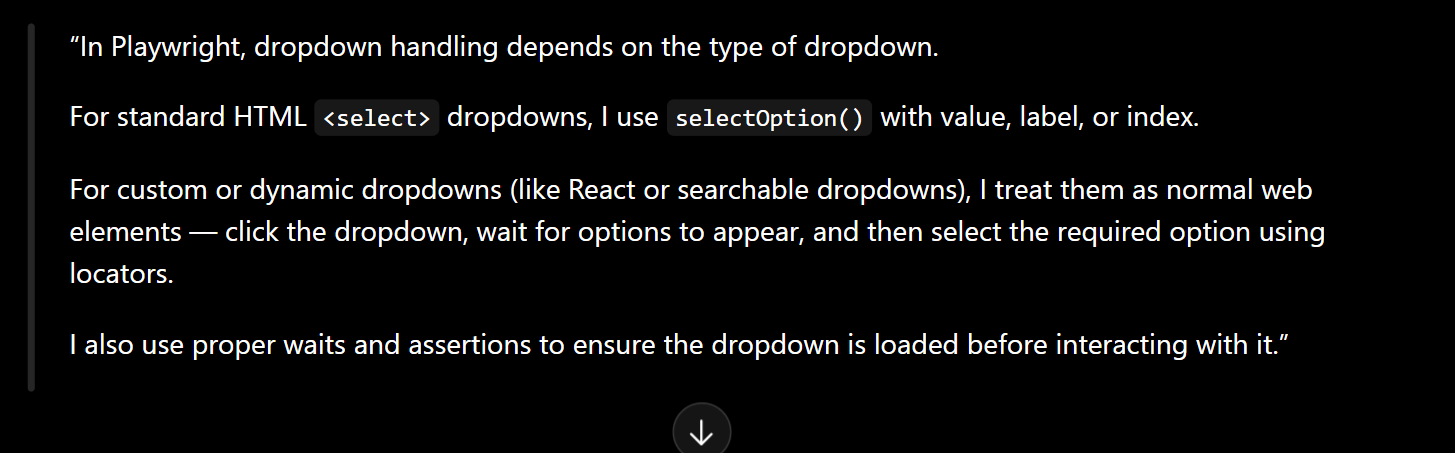 “In Playwright, dropdown handling depends on the type of dropdown.
For standard HTML <select> dropdowns, I use selectOption() with value, label, or index.
For custom or dynamic dropdowns (like React or searchable dropdowns), I treat them as normal web
elements — click the dropdown, wait for options to appear, and then select the required option using
locators.
I also use proper waits and assertions to ensure the dropdown is loaded before interacting with it.”